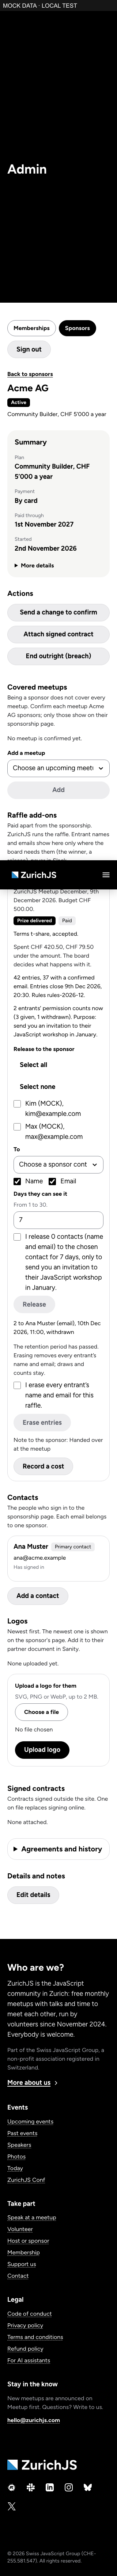 MOCK DATA · LOCAL TEST
Admin
Memberships
Sponsors
Sign out
Back to sponsors
Acme AG
Active
Community Builder, CHF 5'000 a year
Summary
Plan
Community Builder, CHF
5'000 a year
Payment
By card
Paid through
1st November 2027
Started
2nd November 2026
▸ More details
Actions
Send a change to confirm
Attach signed contract
End outright (breach)
Covered meetups
Being a sponsor does not cover every
meetup. Confirm each meetup Acme
AG sponsors; only those show on their
sponsorship page.
No meetup is confirmed yet.
Add a meetup
Choose an upcoming meetu
Add
Raffle add-ons
Paid apart from the sponsorship.
ZurichJS runs the raffle. Entrant names
and emails show here only where the
board needs them (the winner, a
ZurichJS
ZurichJS Meetup December, 9th
December 2026. Budget CHF
500.00.
Prize delivered
Paid
Terms t-share, accepted.
Spent CHF 420.50, CHF 79.50
under the amount. The board
decides what happens with it.
42 entries, 37 with a confirmed
email. Entries close 9th Dec 2026,
20:30. Rules rules-2026-12.
2 entrants' permission counts now
(3 given, 1 withdrawn). Purpose:
send you an invitation to their
JavaScript workshop in January.
Release to the sponsor
Select all
Select none
Kim (MOCK),
kim@example.com
Max (MOCK),
max@example.com
To
Choose a sponsor cont
Name
Email
Days they can see it
From 1 to 30.
7
I release 0 contacts (name
and email) to the chosen
contact for 7 days, only to
send you an invitation to
their JavaScript workshop
in January.
Release
2 to Ana Muster (email), 10th Dec
2026, 11:00, withdrawn
The retention period has passed.
Erasing removes every entrant's
name and email; draws and
counts stay.
I erase every entrant's
name and email for this
raffle.
Erase entries
Note to the sponsor: Handed over
at the meetup
Record a cost
Contacts
The people who sign in to the
sponsorship page. Each email belongs
to one sponsor.
Ana Muster
Primary contact
ana@acme.example
Has signed in
Add a contact
Logos
Newest first. The newest one is shown
on the sponsor's page. Add it to their
partner document in Sanity.
None uploaded yet.
Upload a logo for them
SVG, PNG or WebP, up to 2 MB
Choose a file
No file chosen
Upload logo
Signed contracts
Contracts signed outside the site. One
on file replaces signing online.
None attached.
▸ Agreements and history
Details and notes
Edit details
Who are we?
ZurichJS is the JavaScript
community in Zurich: free monthly
meetups with talks and time to
meet each other, run by
volunteers since November 2024.
Everybody is welcome.
Part of the Swiss JavaScript Group, a
non-profit association registered in
Switzerland.
More about us
Events
Upcoming events
Past events
Speakers
Photos
Today
ZurichJS Conf
Take part
Speak at a meetup
Volunteer
Host or sponsor
Membership
Support us
Contact
Legal
Code of conduct
Privacy policy
Terms and conditions
Refund policy
For AI assistants
Stay in the know
New meetups are announced on
Meetup first. Questions? Write to us.
hello@zurichjs.com
ZurichJS
© 2026 Swiss JavaScript Group (CHE-
255.581.547). All rights reserved.